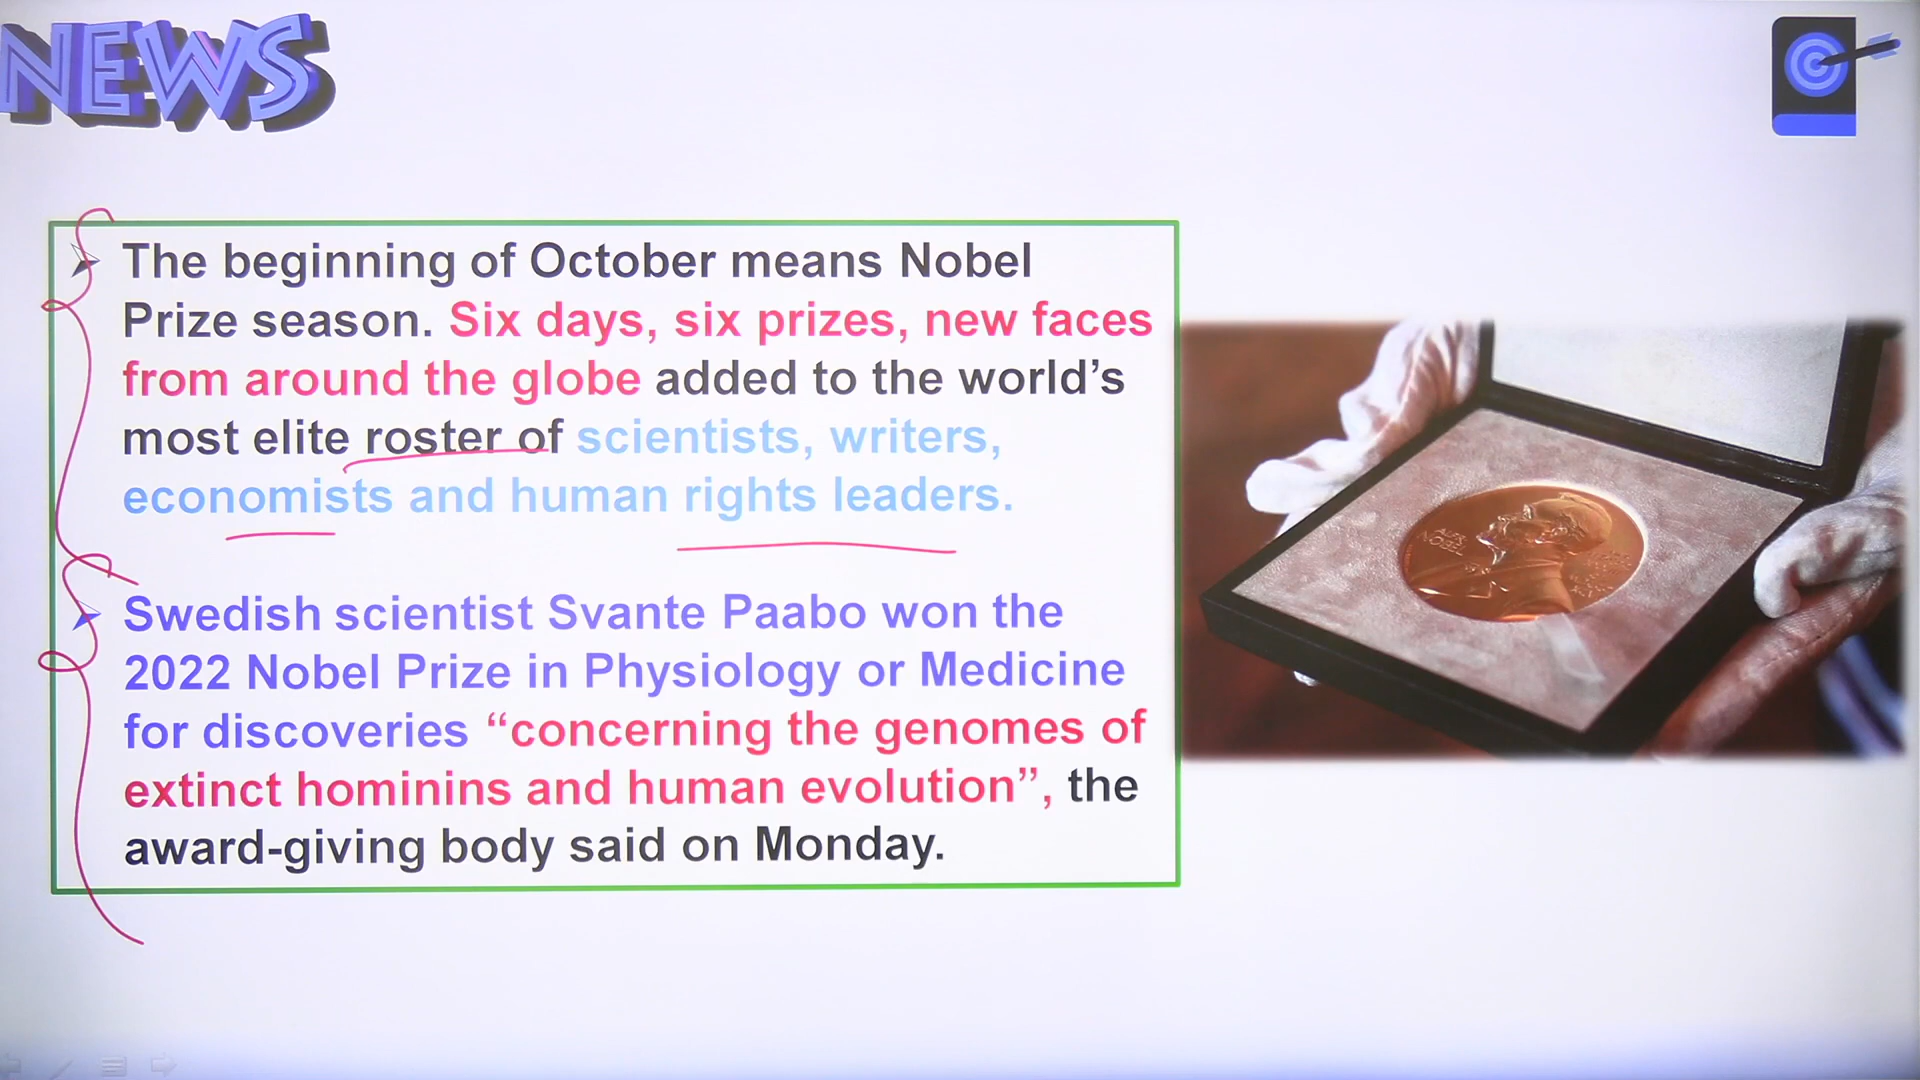 NEWS
The beginning of October means Nobel
Prize season. Six days, six prizes, new faces
from around the globe added to the world’s
most elite roster of scientists, writers,
economists and human rights leaders.
Swedish scientist Svante Paabo won the
2022 Nobel Prize in Physiology or Medicine
for discoveries “concerning the genomes of
extinct hominins and human evolution”, the
award-giving body said on Monday.
ALFR.
NOBEL